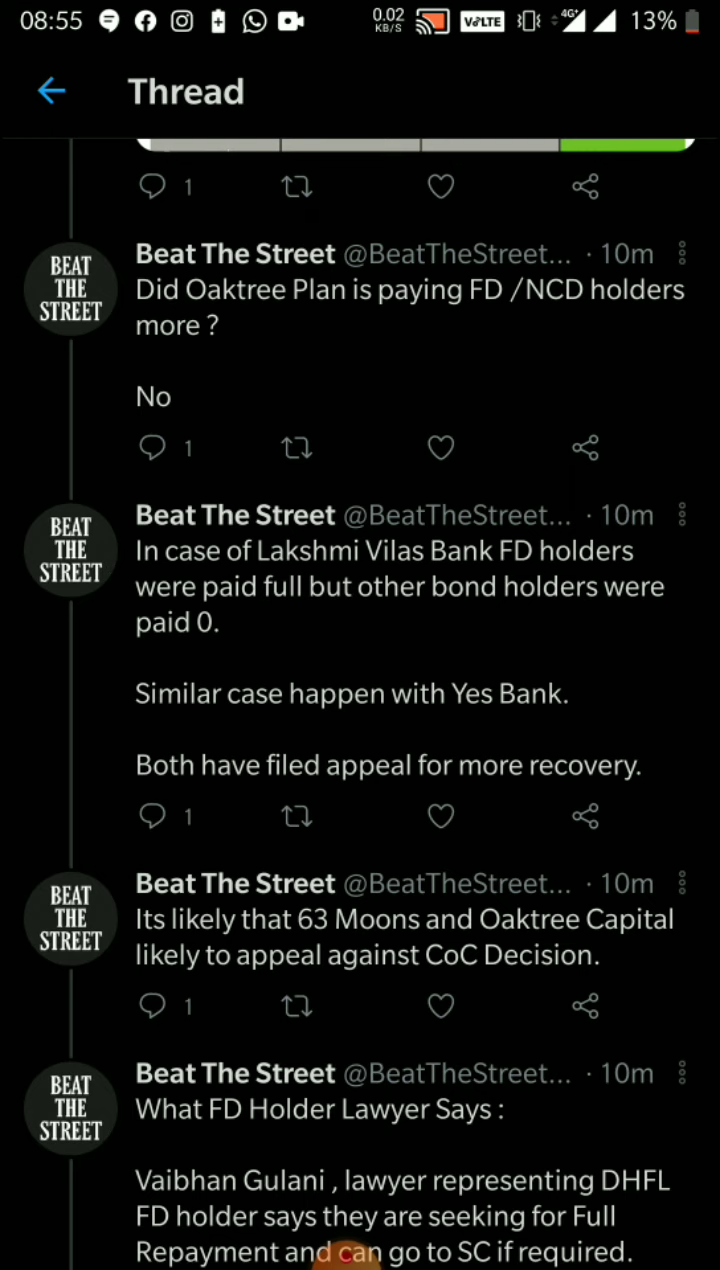 08:55 0.02 KB/S VoLTE 4G+ 13%
Thread
1
BEAT THE STREET
Beat The Street @BeatTheStreet... · 10m
Did Oaktree Plan is paying FD /NCD holders
more ?
No
1
BEAT THE STREET
Beat The Street @BeatTheStreet... · 10m
In case of Lakshmi Vilas Bank FD holders
were paid full but other bond holders were
paid 0.
Similar case happen with Yes Bank.
Both have filed appeal for more recovery.
1
BEAT THE STREET
Beat The Street @BeatTheStreet... · 10m
Its likely that 63 Moons and Oaktree Capital
likely to appeal against CoC Decision.
1
BEAT THE STREET
Beat The Street @BeatTheStreet... · 10m
What FD Holder Lawyer Says :
Vaibhan Gulani , lawyer representing DHFL
FD holder says they are seeking for Full
Repayment and can go to SC if required.